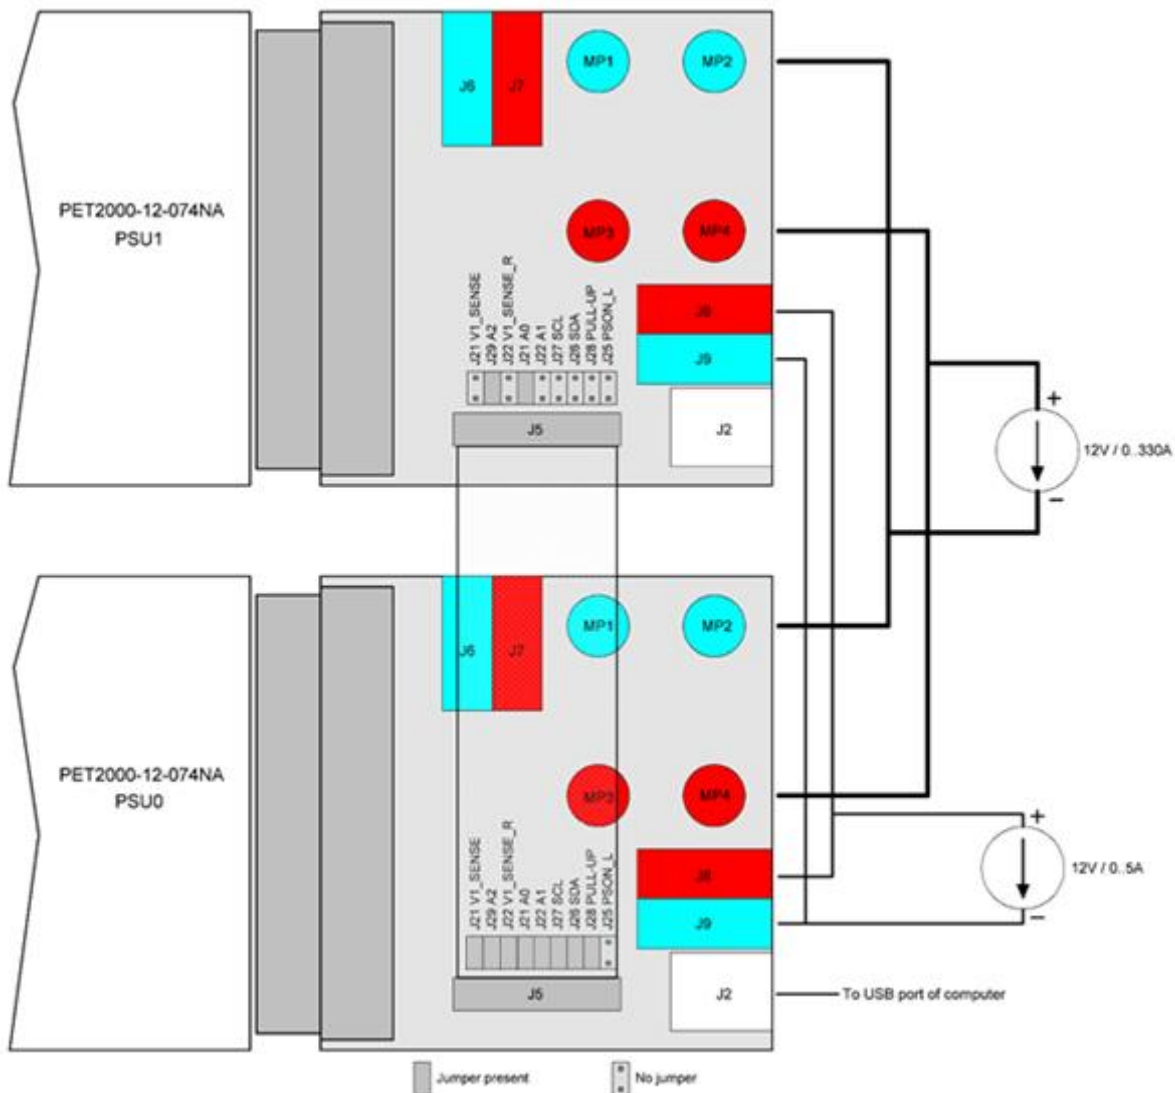 J6
J7
MP1
MP2
PET2000-12-074NA
PSU1
MP3
MP4
J21 V1_SENSE
J29 A2
J22 V1_SENSE_R
J21 A0
J22 A1
J27 SCL
J26 SDA
J28 PULL-UP
J25 PSON_L
J8
J9
J5
J2
+
12V / 0..330A
−
J6
J7
MP1
MP2
PET2000-12-074NA
PSU0
MP3
MP4
J21 V1_SENSE
J29 A2
J22 V1_SENSE_R
J21 A0
J22 A1
J27 SCL
J26 SDA
J28 PULL-UP
J25 PSON_L
J8
J9
+
12V / 0..5A
−
J5
J2
To USB port of computer
Jumper present
No jumper